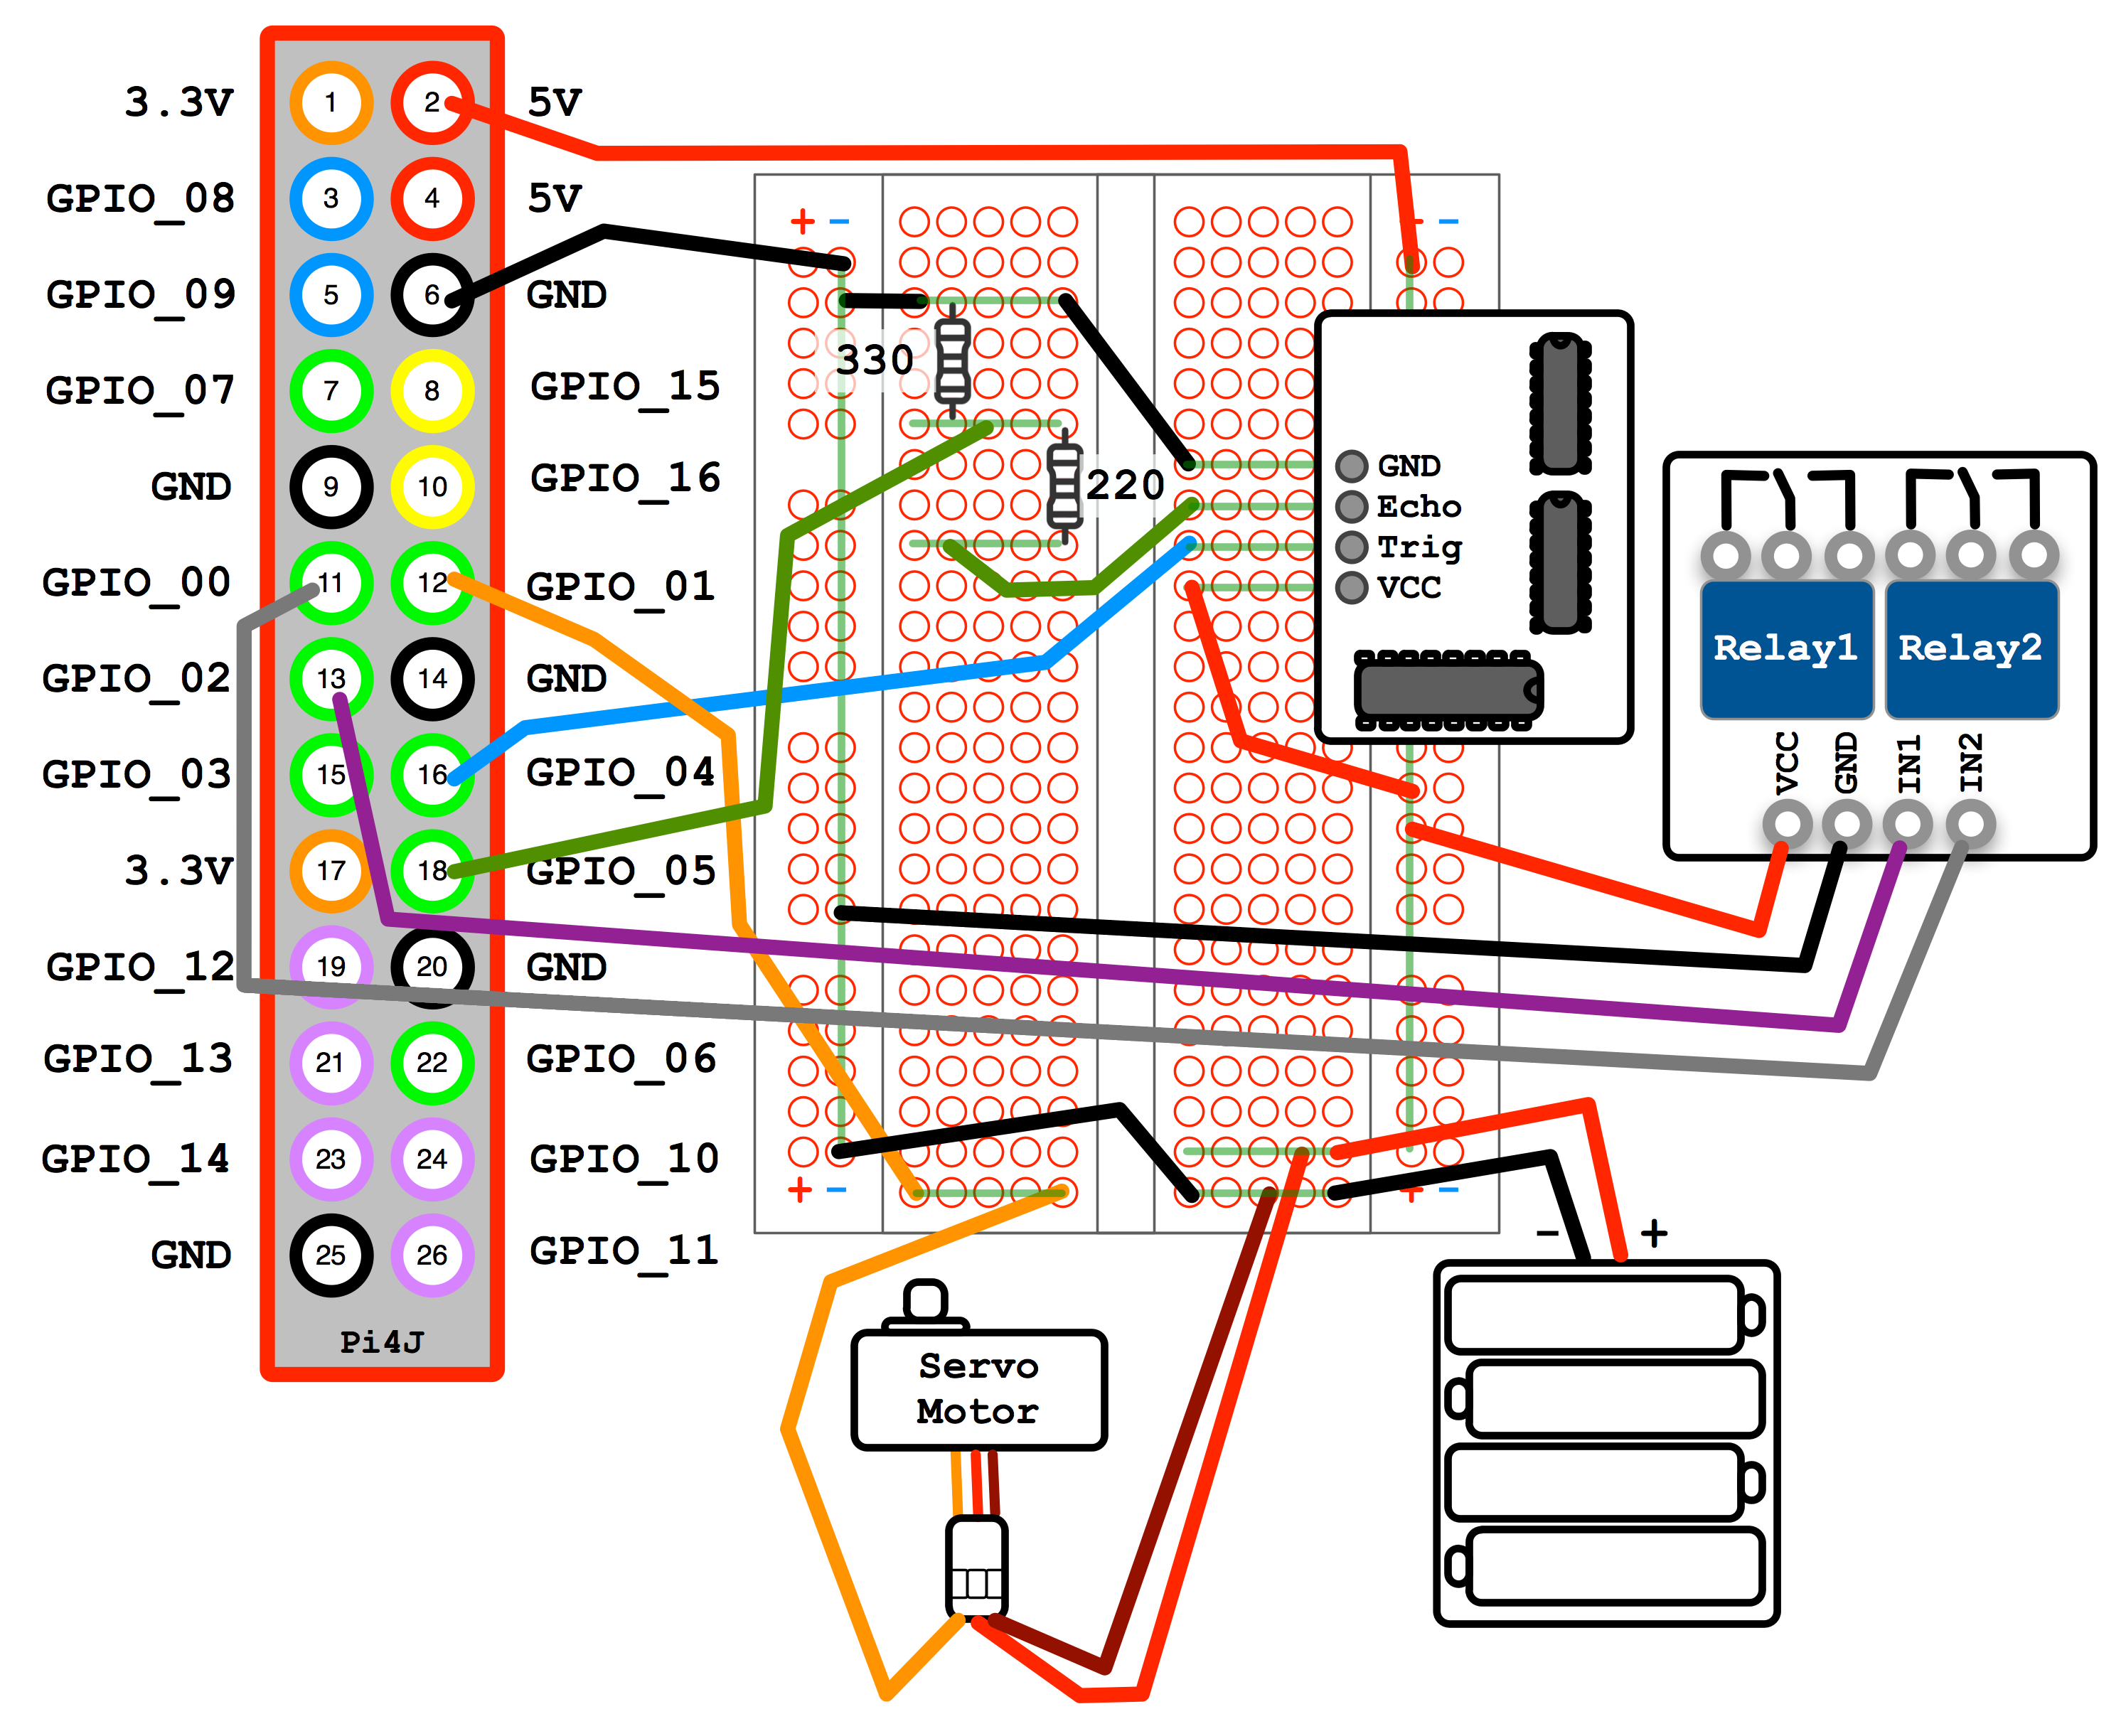 3.3V 1 2 5V
GPIO_08 3 4 5V
+ - + -
GPIO_09 5 6 GND
330
GPIO_07 7 8 GPIO_15
GND 9 10 GPIO_16
220
GND
Echo
Trig
VCC
GPIO_00 11 12 GPIO_01
Relay1 Relay2
GPIO_02 13 14 GND
GPIO_03 15 16 GPIO_04
VCC GND IN1 IN2
3.3V 17 18 GPIO_05
GPIO_12 19 20 GND
GPIO_13 21 22 GPIO_06
GPIO_14 23 24 GPIO_10
+ - + -
GND 25 26 GPIO_11
- +
Pi4J
Servo
Motor